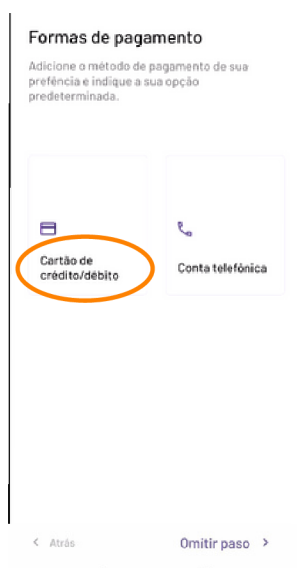 Formas de pagamento
Adicione o método de pagamento de sua
prefência e indique a sua opção
predeterminada.
Cartão de
crédito/débito
Conta telefônica
Atrás
Omitir paso